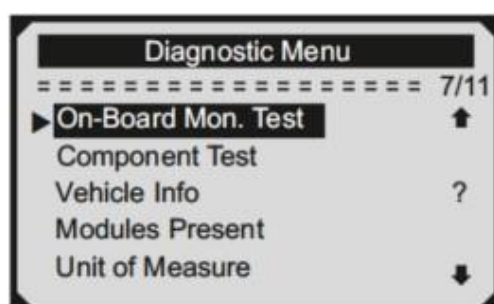 Diagnostic Menu
= = = = = = = = = = = = = = = = = = = = = 7/11
On-Board Mon. Test
Component Test
Vehicle Info ?
Modules Present
Unit of Measure